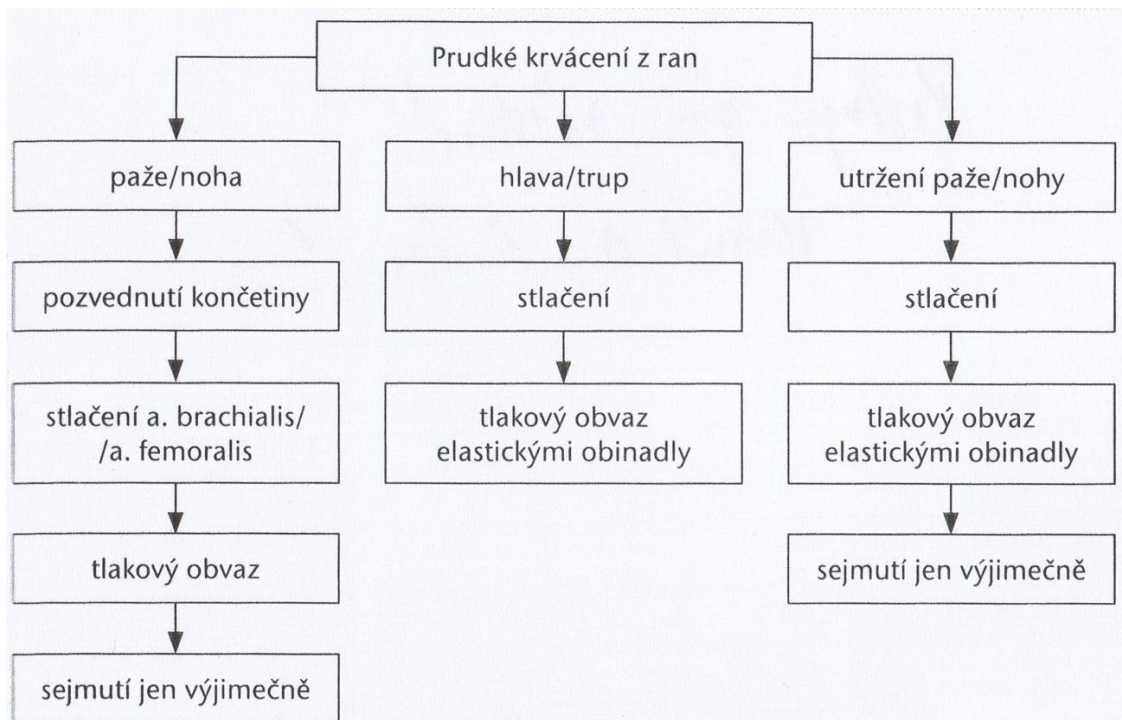 Prudké krvácení z ran
paže/noha
pozvednutí končetiny
stlačení a. brachialis/
/a. femoralis
tlakový obvaz
sejmutí jen výjimečně
hlava/trup
stlačení
tlakový obvaz
elastickými obinadly
utržení paže/nohy
stlačení
tlakový obvaz
elastickými obinadly
sejmutí jen výjimečně